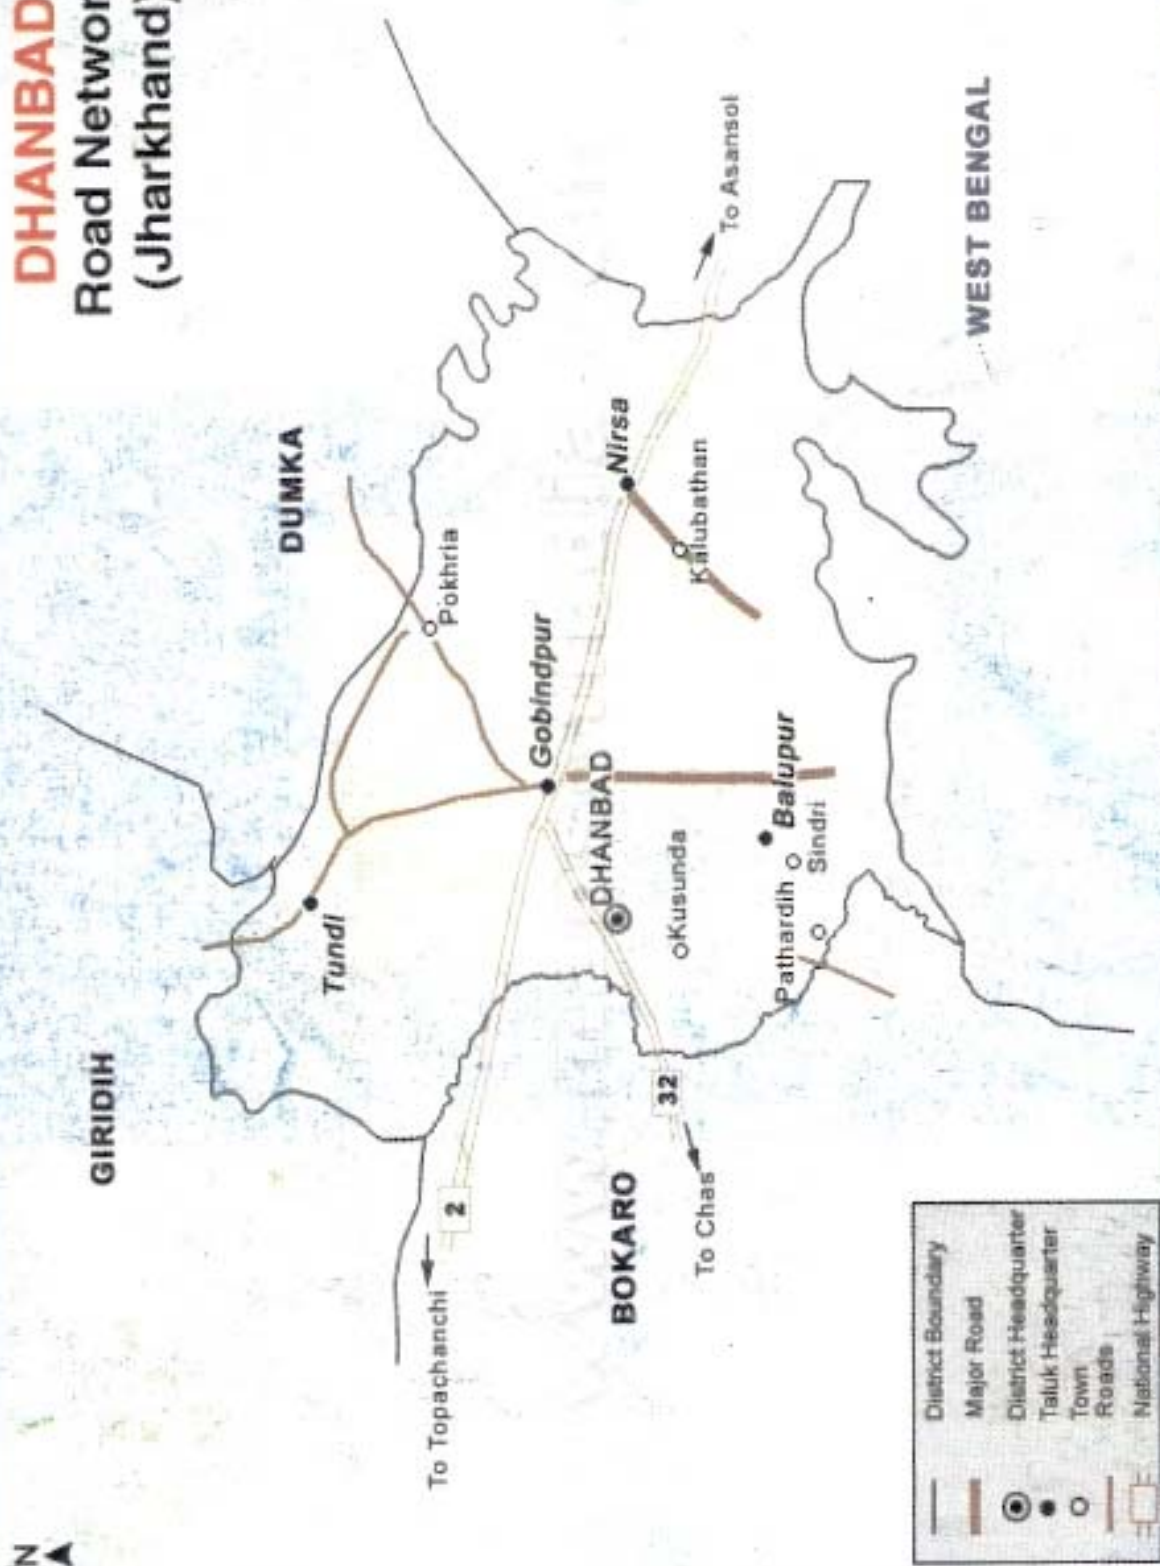 DHANBAD
Road Networ
(Jharkhand)
N
GIRIDIH
DUMKA
Tundi
Pokhria
To Topachanchi
2
Gobindpur
DHANBAD
Nirsa
BOKARO
32
To Chas
Kusunda
Kalubathan
To Asansol
Pathardih
Balupur
Sindri
WEST BENGAL
District Boundary
Major Road
District Headquarter
Taluk Headquarter
Town
Roads
National Highway